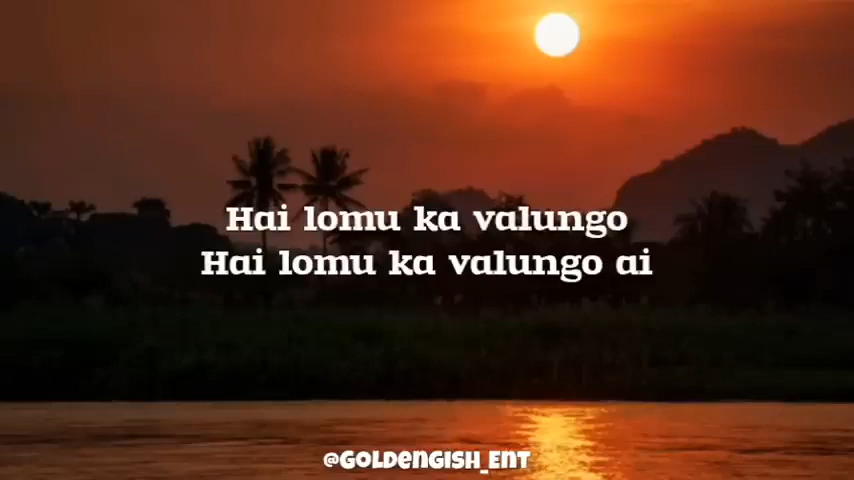 Hai lomu ka valungo
Hai lomu ka valungo ai
@GOLDENGISH_ENT